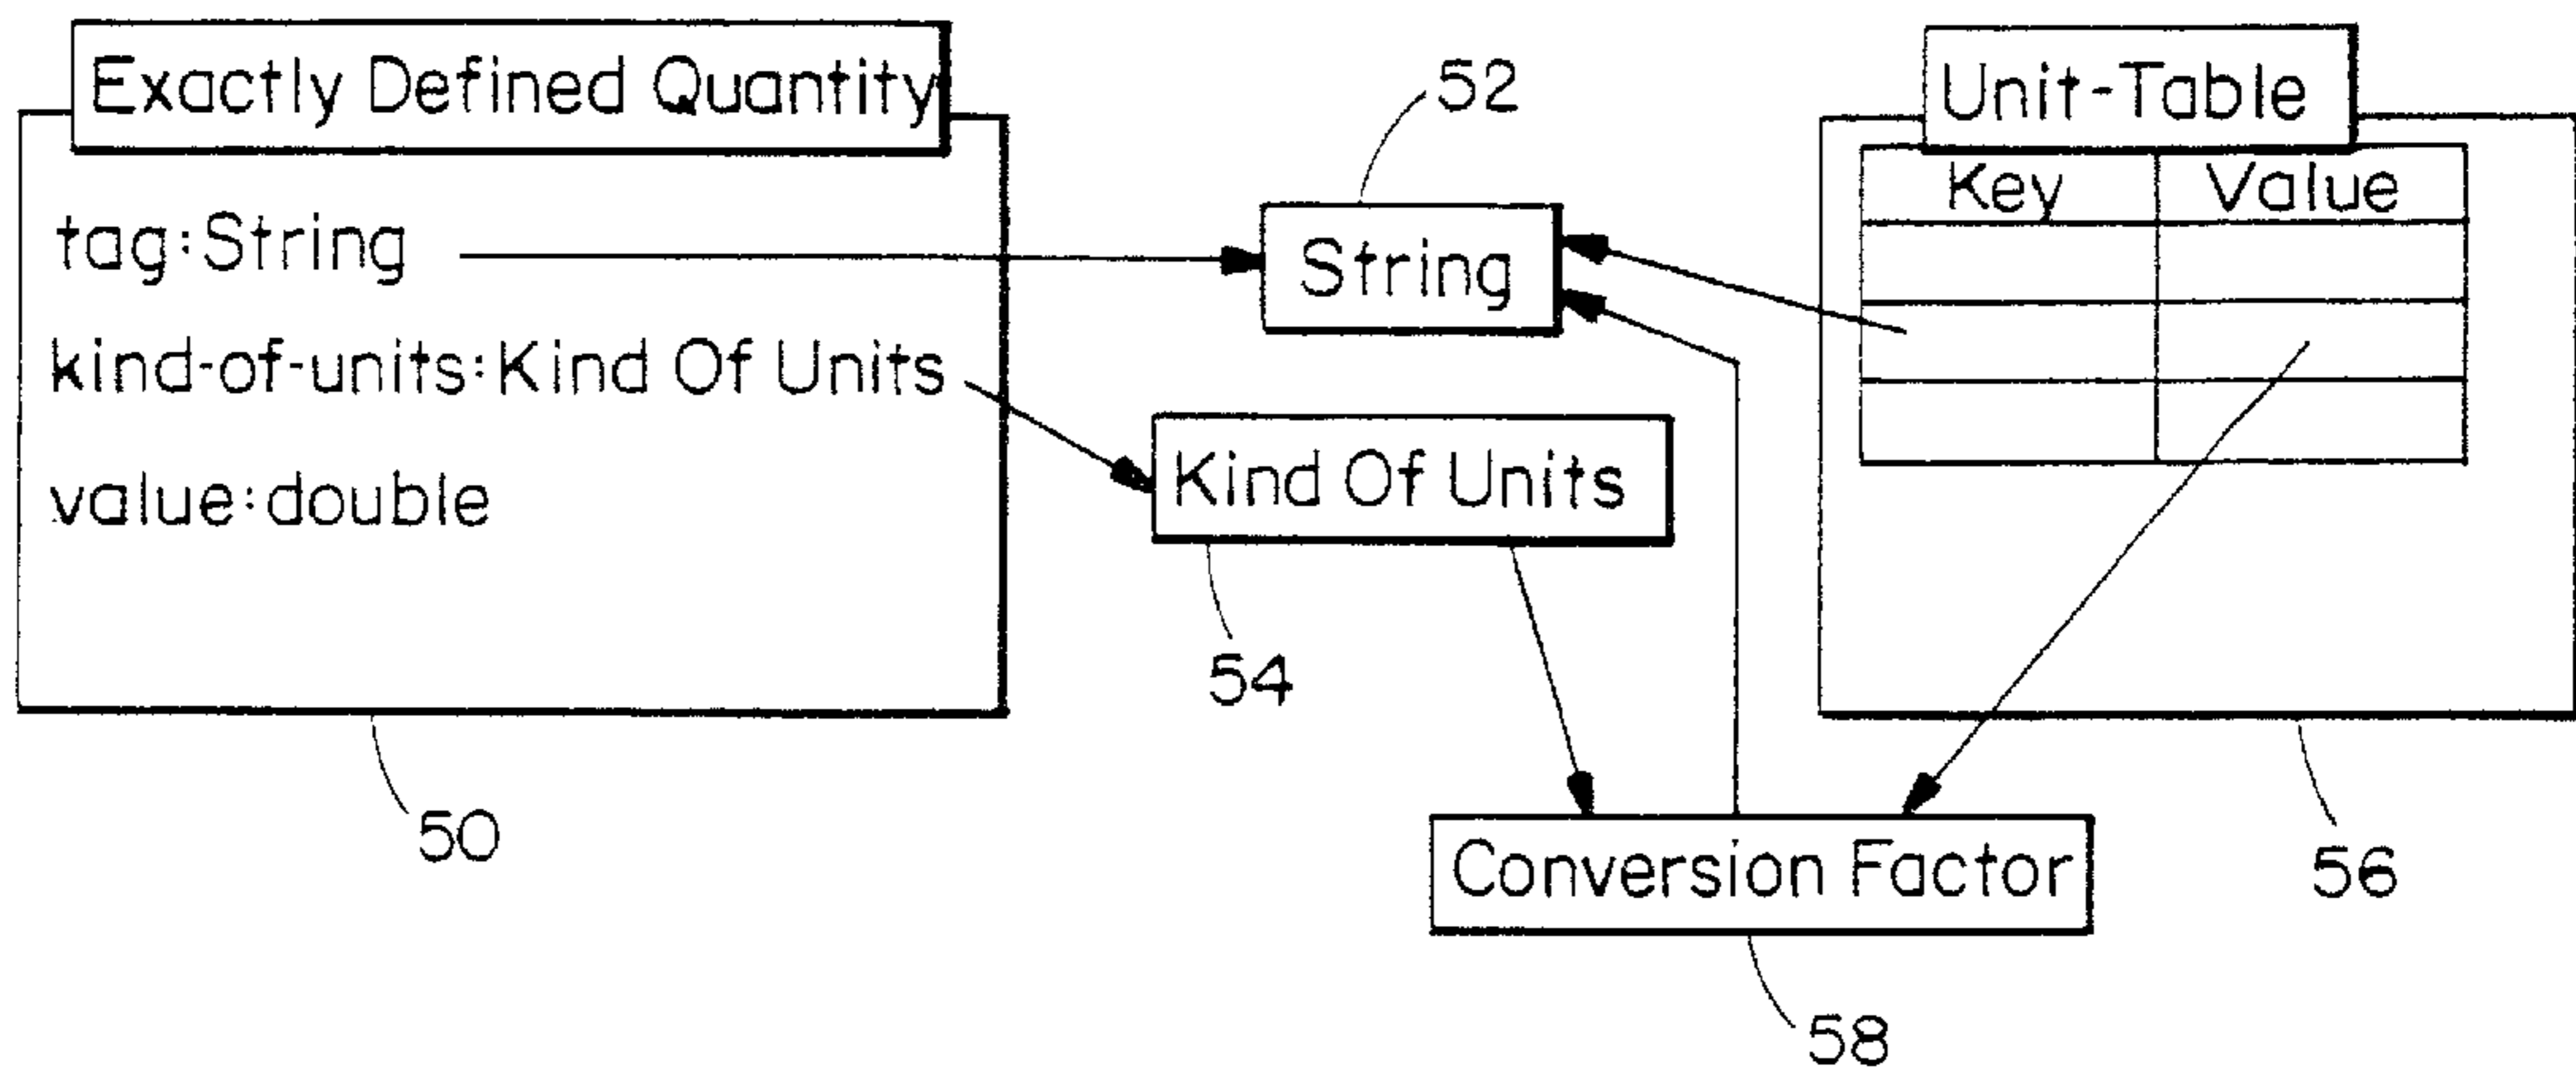 Exactly Defined Quantity
tag:String
kind-of-units:Kind Of Units
value:double
50
52
String
Kind Of Units
54
Unit-Table
Key Value
56
Conversion Factor
58